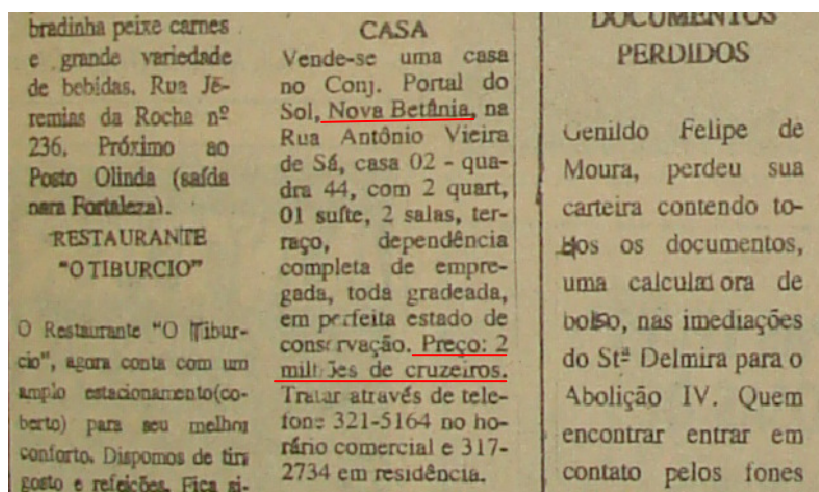 bradinha peixe carnes
e grande variedade
de bebidas. Rua Je-
remias da Rocha nº
236. Próximo ao
Posto Olinda (saída
para Fortaleza).
RESTAURANTE
"O TIBURCIO"
O Restaurante "O Tibur-
cio", agora conta com um
amplo estacionamento(co-
berto) para seu melhor
conforto. Dispomos de tira
gosto e refeições. Fica si-
CASA
Vende-se uma casa
no Conj. Portal do
Sol, Nova Betânia, na
Rua Antônio Vieira
de Sá, casa 02 - qua-
dra 44, com 2 quart,
01 suíte, 2 salas, ter-
raço, dependência
completa de empre-
gada, toda gradeada,
em perfeita estado de
conservação. Preço: 2
milhões de cruzeiros.
Tratar através de tele-
fone 321-5164 no ho-
rário comercial e 317-
2734 em residência.
DOCUMENTOS
PERDIDOS
Genildo Felipe de
Moura, perdeu sua
carteira contendo to-
dos os documentos,
uma calculadora de
bolso, nas imediações
do Stª Delmira para o
Abolição IV. Quem
encontrar entrar em
contato pelos fones